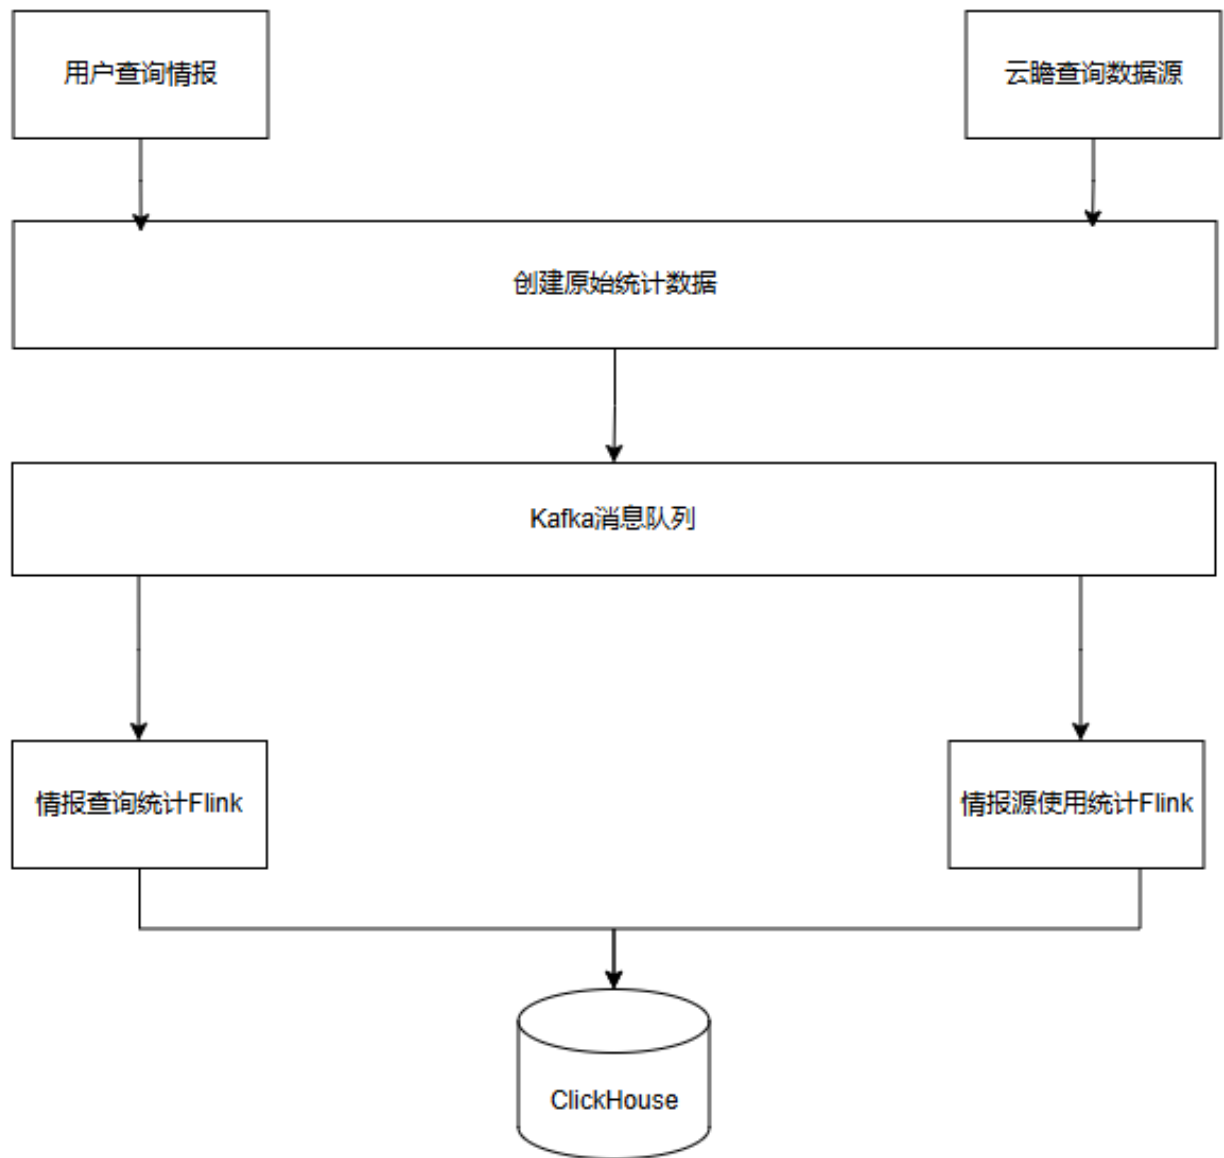 用户查询情报
云瞻查询数据源
创建原始统计数据
Kafka消息队列
情报查询统计Flink
情报源使用统计Flink
ClickHouse